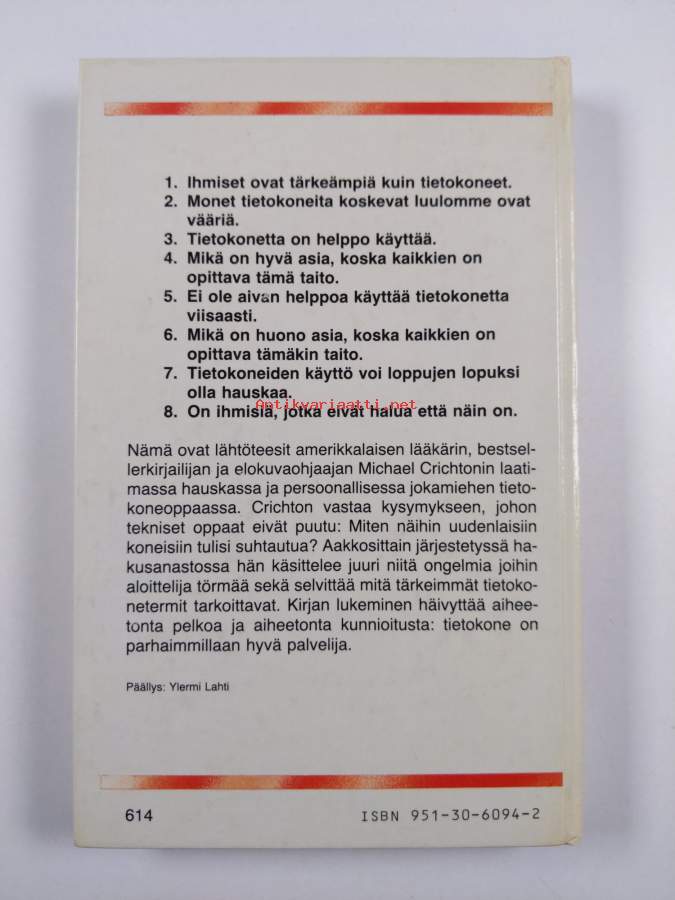 1. Ihmiset ovat tärkeämpiä kuin tietokoneet.
2. Monet tietokoneita koskevat luulomme ovat
vääriä.
3. Tietokonetta on helppo käyttää.
4. Mikä on hyvä asia, koska kaikkien on
opittava tämä taito.
5. Ei ole aivan helppoa käyttää tietokonetta
viisaasti.
6. Mikä on huono asia, koska kaikkien on
opittava tämäkin taito.
7. Tietokoneiden käyttö voi loppujen lopuksi
olla hauskaa.
Antikvariaatti.net
8. On ihmisiä, jotka eivät halua että näin on.
Nämä ovat lähtöteesit amerikkalaisen lääkärin, bestsel-
lerkirjailijan ja elokuvaohjaajan Michael Crichtonin laati-
massa hauskassa ja persoonallisessa jokamiehen tieto-
koneoppaassa. Crichton vastaa kysymykseen, johon
tekniset oppaat eivät puutu: Miten näihin uudenlaisiin
koneisiin tulisi suhtautua? Aakkosittain järjestetyssä ha-
kusanastossa hän käsittelee juuri niitä ongelmia joihin
aloittelija törmää sekä selvittää mitä tärkeimmät tietoko-
netermit tarkoittavat. Kirjan lukeminen häivyttää aihee-
tonta pelkoa ja aiheetonta kunnioitusta: tietokone on
parhaimmillaan hyvä palvelija.
Päällys: Ylermi Lahti
614 ISBN 951-30-6094-2